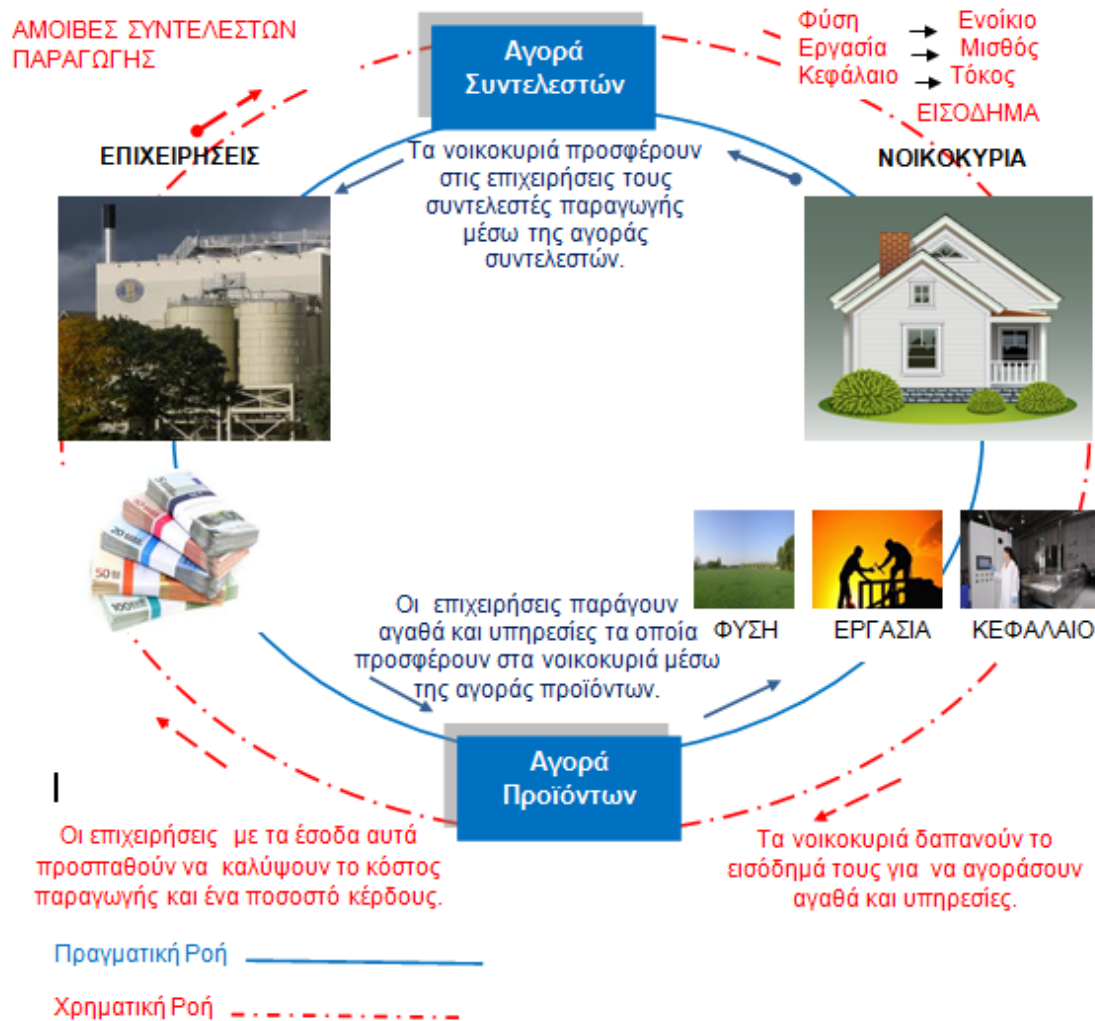 ΑΜΟΙΒΕΣ ΣΥΝΤΕΛΕΣΤΩΝ
ΠΑΡΑΓΩΓΗΣ
Αγορά
Συντελεστών
Φύση → Ενοίκιο
Εργασία → Μισθός
Κεφάλαιο → Τόκος
ΕΙΣΟΔΗΜΑ
ΕΠΙΧΕΙΡΗΣΕΙΣ
ΝΟΙΚΟΚΥΡΙΑ
Τα νοικοκυριά προσφέρουν
στις επιχειρήσεις τους
συντελεστές παραγωγής
μέσω της αγοράς
συντελεστών.
Οι επιχειρήσεις παράγουν
αγαθά και υπηρεσίες τα οποία
προσφέρουν στα νοικοκυριά μέσω
της αγοράς προϊόντων.
ΦΥΣΗ
ΕΡΓΑΣΙΑ
ΚΕΦΑΛΑΙΟ
Αγορά
Προϊόντων
Οι επιχειρήσεις με τα έσοδα αυτά
προσπαθούν να καλύψουν το κόστος
παραγωγής και ένα ποσοστό κέρδους.
Τα νοικοκυριά δαπανούν το
εισόδημά τους για να αγοράσουν
αγαθά και υπηρεσίες.
Πραγματική Ροή
Χρηματική Ροή
20
50
100